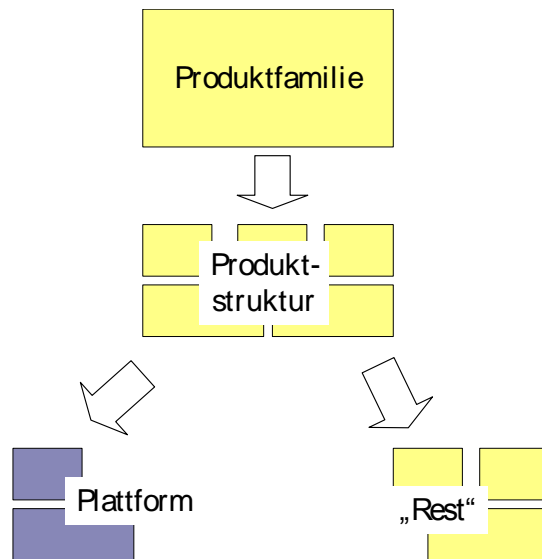 Produktfamilie
Produkt-
struktur
Plattform
„Rest“